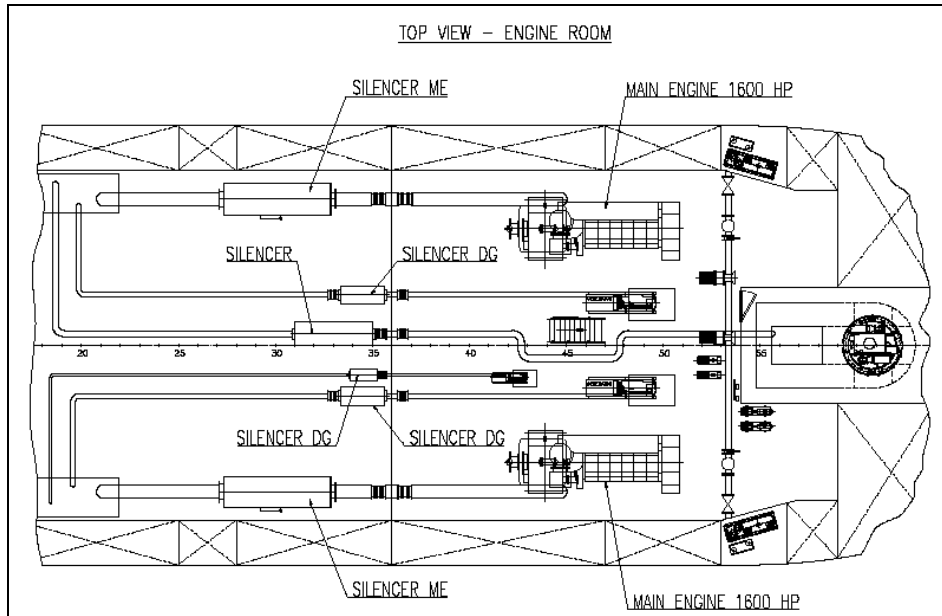 TOP VIEW - ENGINE ROOM
SILENCER ME
MAIN ENGINE 1600 HP
SILENCER
SILENCER DG
20 25 30 35 40 45 50 55
SILENCER DG
SILENCER DG
SILENCER ME
MAIN ENGINE 1600 HP